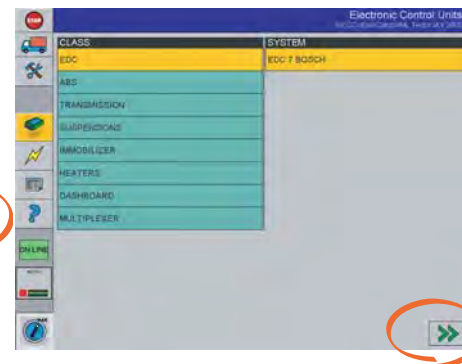 STOP
Electronic Control Units
CLASS
SYSTEM
EDC
EDC 7 BOSCH
ABS
TRANSMISSION
SUSPENSIONS
IMMOBILIZER
HEATERS
DASHBOARD
MULTIPLEXER
ON LINE